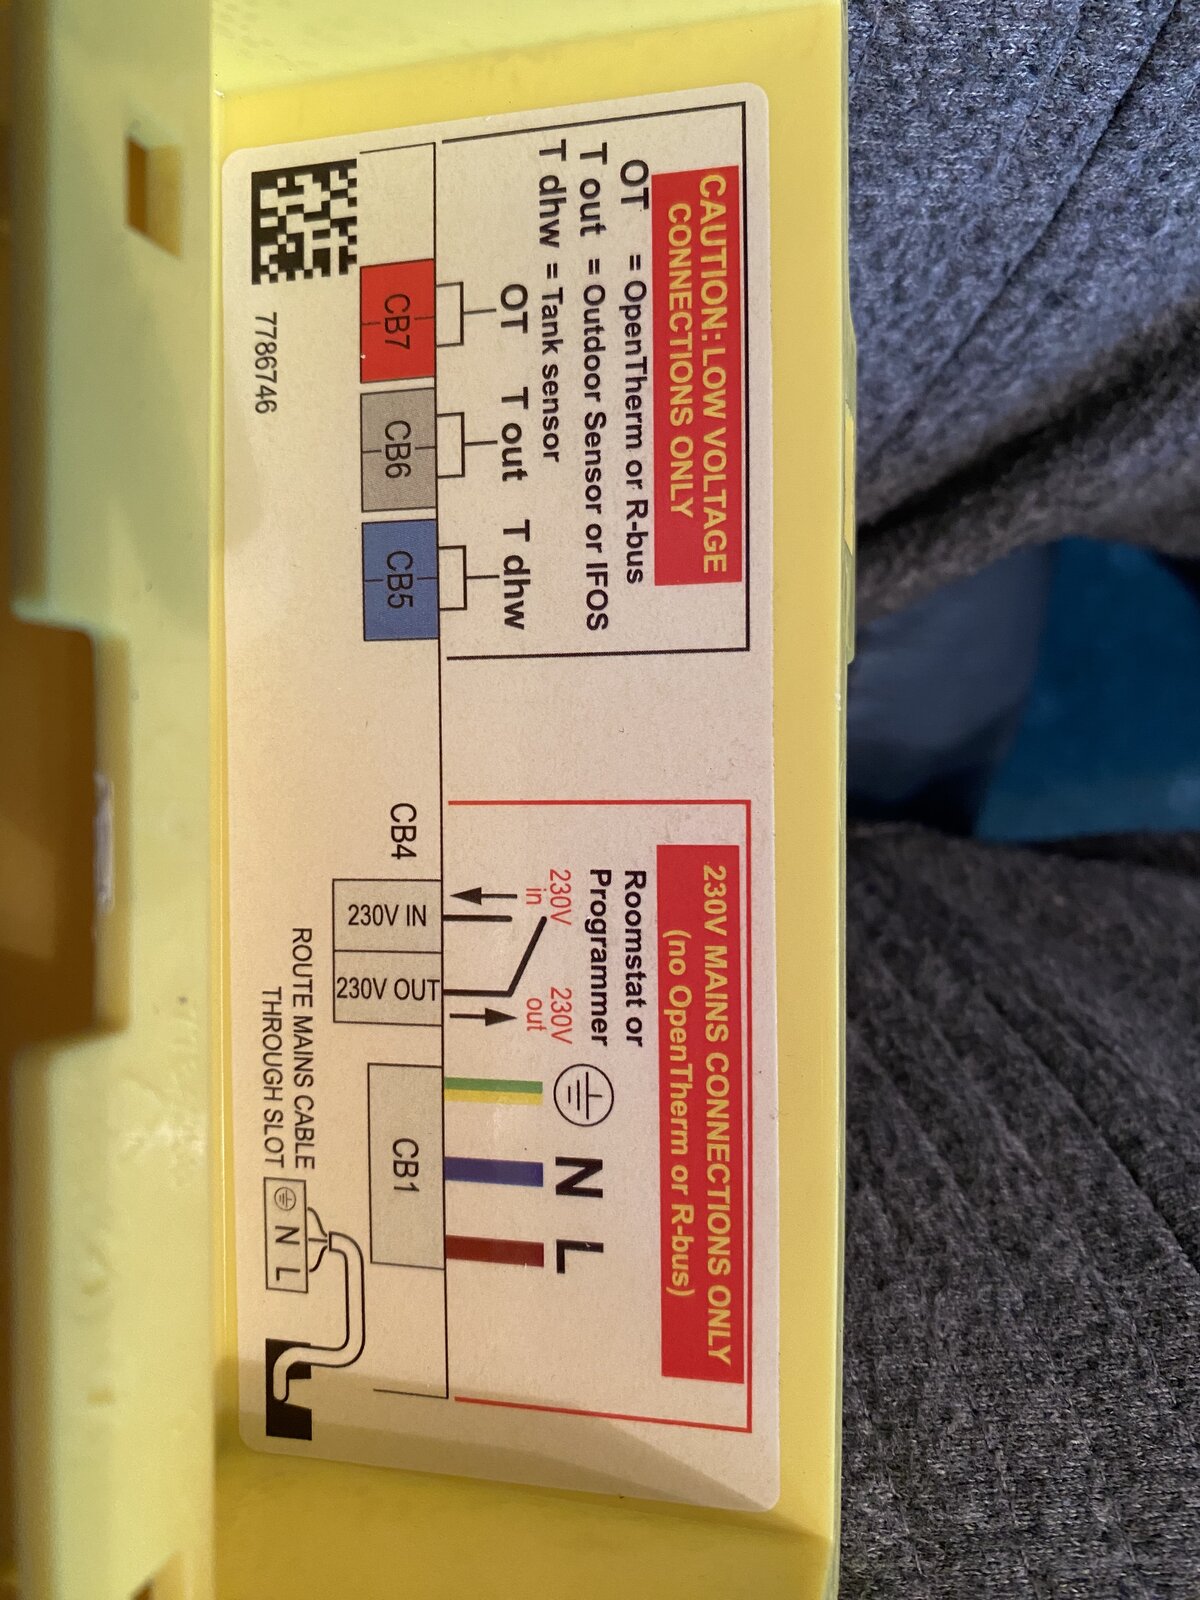 CAUTION: LOW VOLTAGE
CONNECTIONS ONLY
OT = OpenTherm or R-bus
T out = Outdoor Sensor or IFOS
T dhw = Tank sensor
OT T out T dhw
CB7 CB6 CB5
7786746
230V MAINS CONNECTIONS ONLY
(no OpenTherm or R-bus)
Roomstat or
Programmer
230V
in
230V
out
N L
CB4
230V IN
230V OUT
CB1
ROUTE MAINS CABLE
THROUGH SLOT
N L